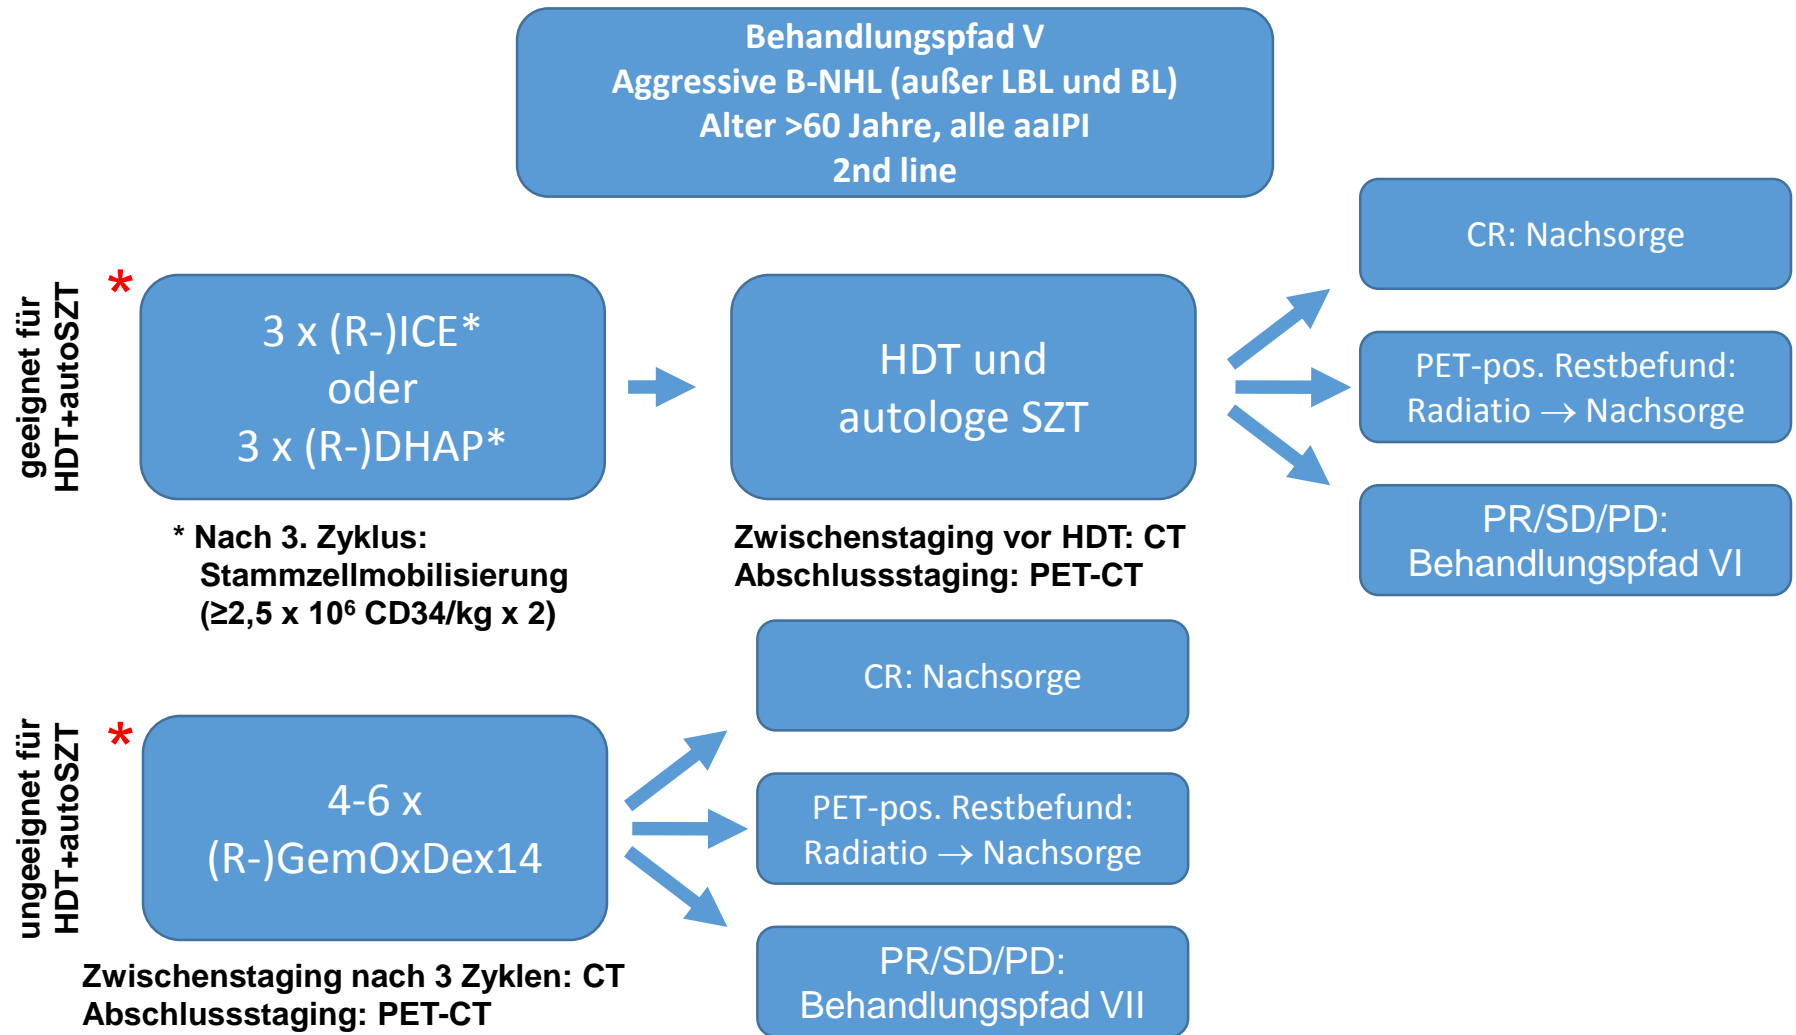 Behandlungspfad V
Aggressive B-NHL (außer LBL und BL)
Alter >60 Jahre, alle aaIPI
2nd line
geeignet für
HDT+autoSZT
*
3 x (R-)ICE*
oder
3 x (R-)DHAP*
* Nach 3. Zyklus:
Stammzellmobilisierung
(≥2,5 x 10⁶ CD34/kg x 2)
HDT und
autologe SZT
Zwischenstaging vor HDT: CT
Abschlussstaging: PET-CT
CR: Nachsorge
PET-pos. Restbefund:
Radiatio → Nachsorge
PR/SD/PD:
Behandlungspfad VI
ungeeignet für
HDT+autoSZT
*
4-6 x
(R-)GemOxDex14
Zwischenstaging nach 3 Zyklen: CT
Abschlussstaging: PET-CT
CR: Nachsorge
PET-pos. Restbefund:
Radiatio → Nachsorge
PR/SD/PD:
Behandlungspfad VII